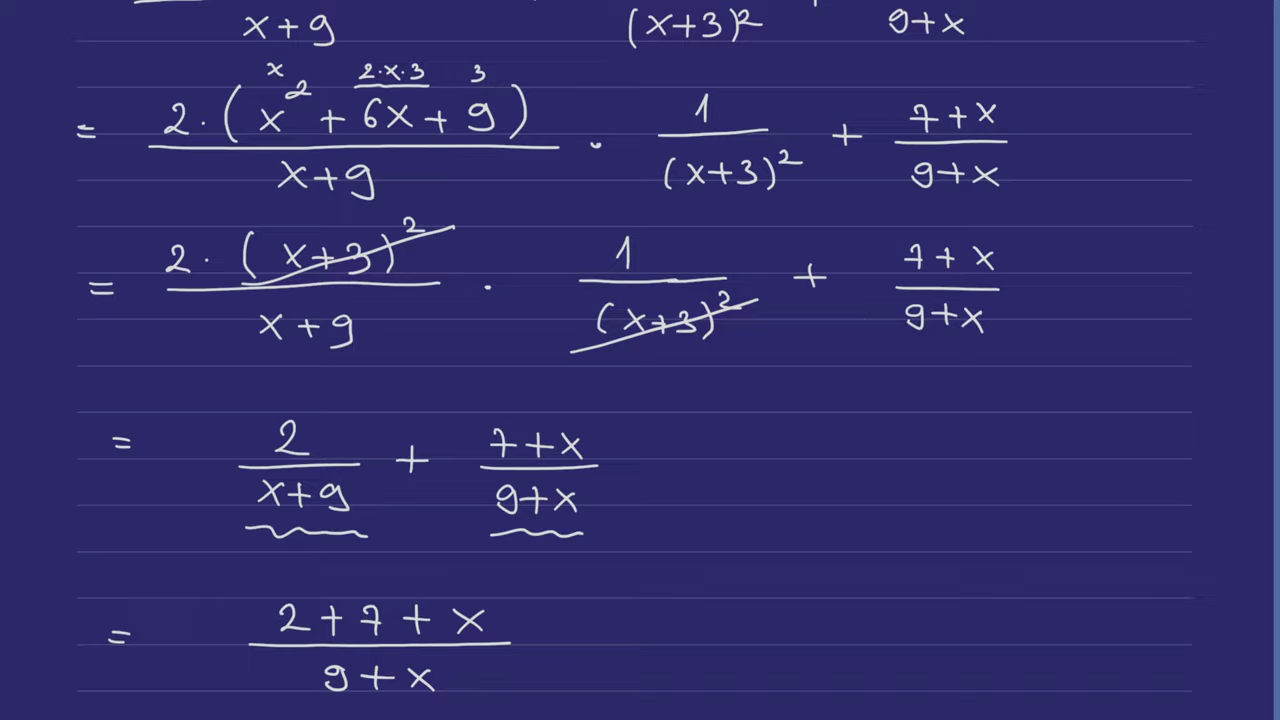 x+9 (x+3)² 9+x
x 2·x·3 3
= 2·(x²+6x+9) / x+9 · 1 / (x+3)² + 7+x / 9+x
= 2·(x+3)² / x+9 · 1 / (x+3)² + 7+x / 9+x
= 2 / x+9 + 7+x / 9+x
= 2+7+x / 9+x